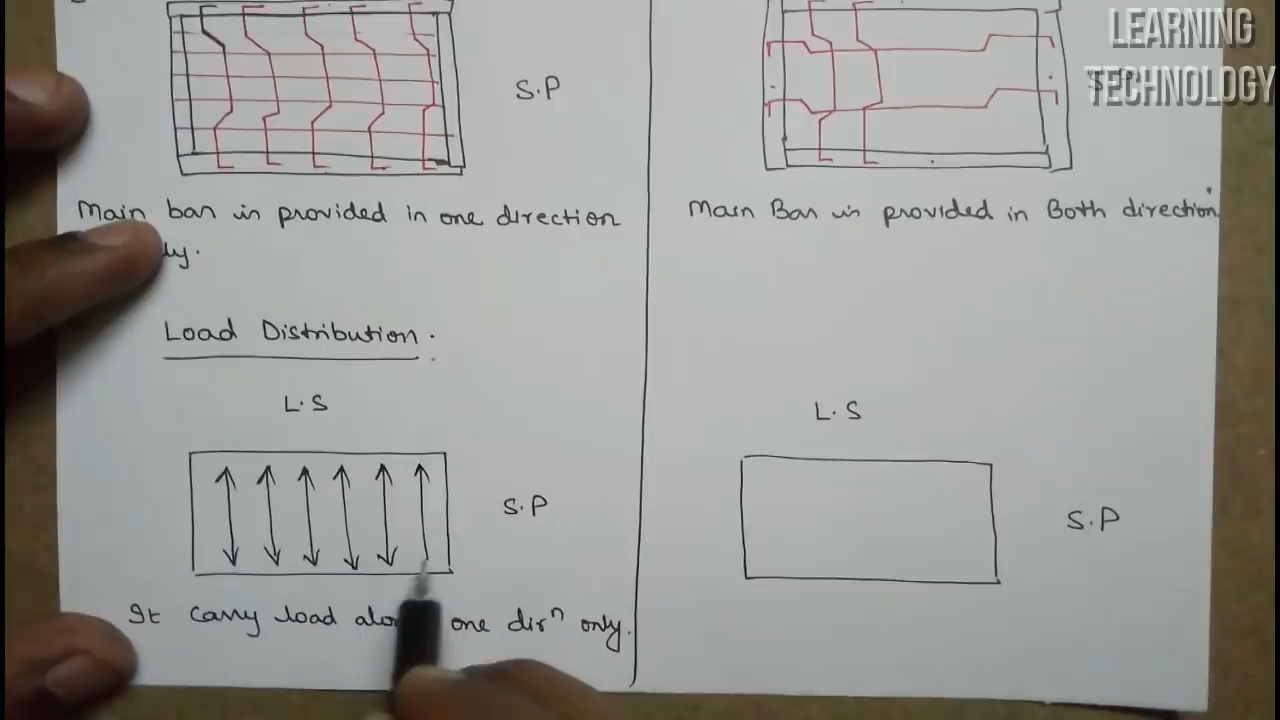 LEARNING
TECHNOLOGY
S.P
Main bar is provided in one direction
Main Bar is provided in Both direction
Load Distribution.
L.S
L.S
S.P
S.P
It carry load one dirⁿ only.